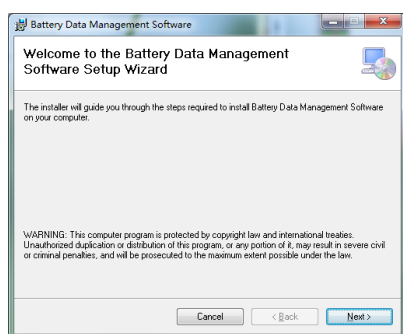 Battery Data Management Software
Welcome to the Battery Data Management
Software Setup Wizard
The installer will guide you through the steps required to install Battery Data Management Software
on your computer.
WARNING: This computer program is protected by copyright law and international treaties.
Unauthorized duplication or distribution of this program, or any portion of it, may result in severe civil
or criminal penalties, and will be prosecuted to the maximum extent possible under the law.
Cancel < Back Next >